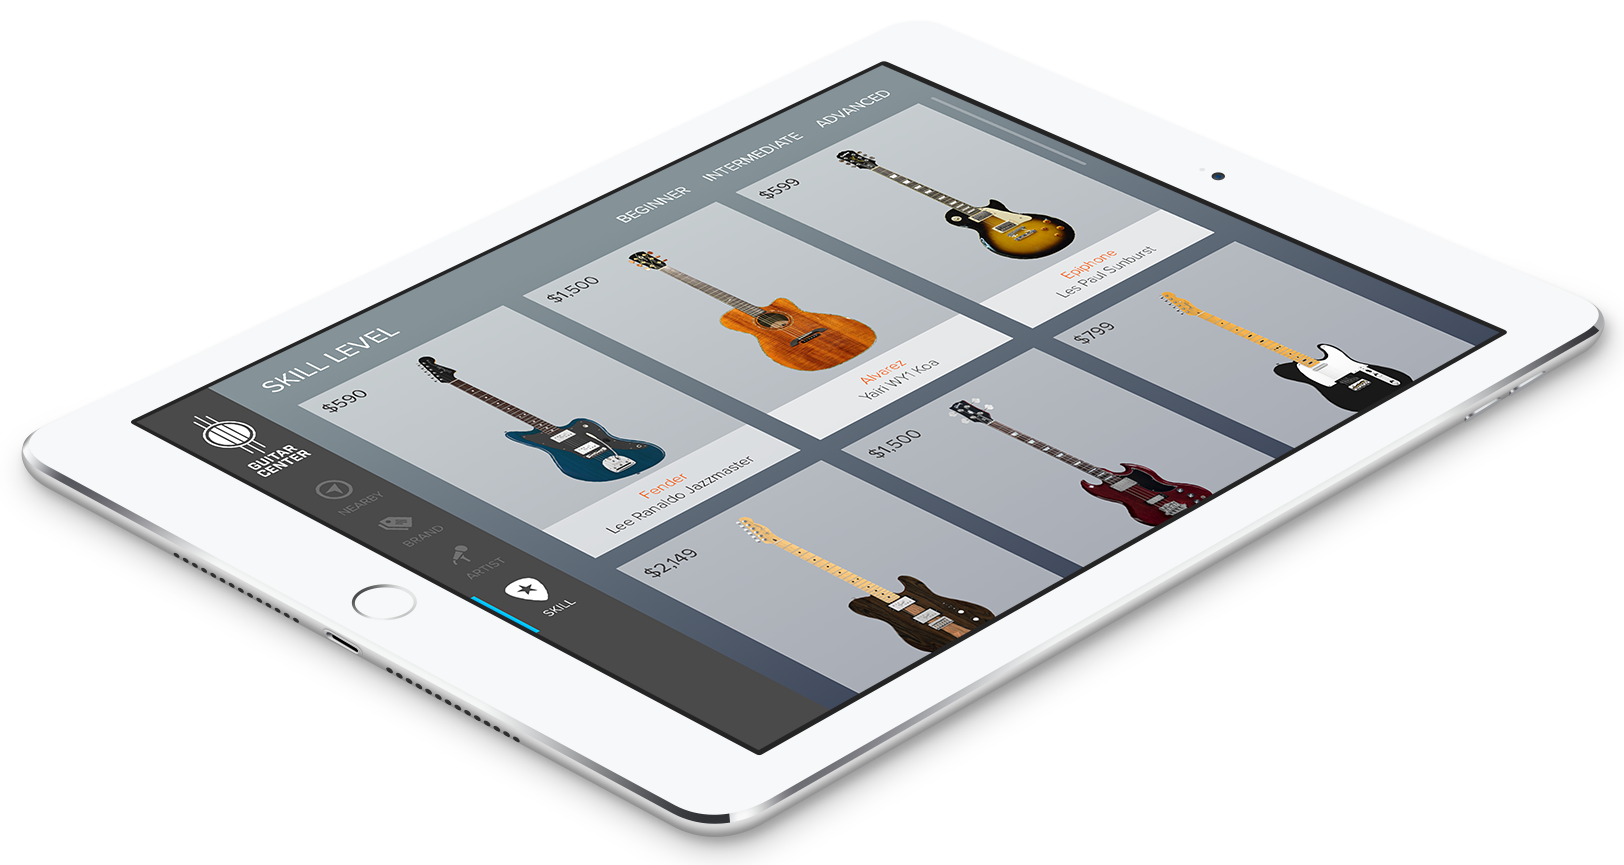 SKILL LEVEL
BEGINNER
INTERMEDIATE
ADVANCED
GUITAR
CENTER
NEARBY
BRAND
ARTIST
SKILL
$590
Fender
Lee Ranaldo Jazzmaster
$1,500
Alvarez
Yairi WY1 Koa
$599
Epiphone
Les Paul Sunburst
$2,149
$1,500
$799